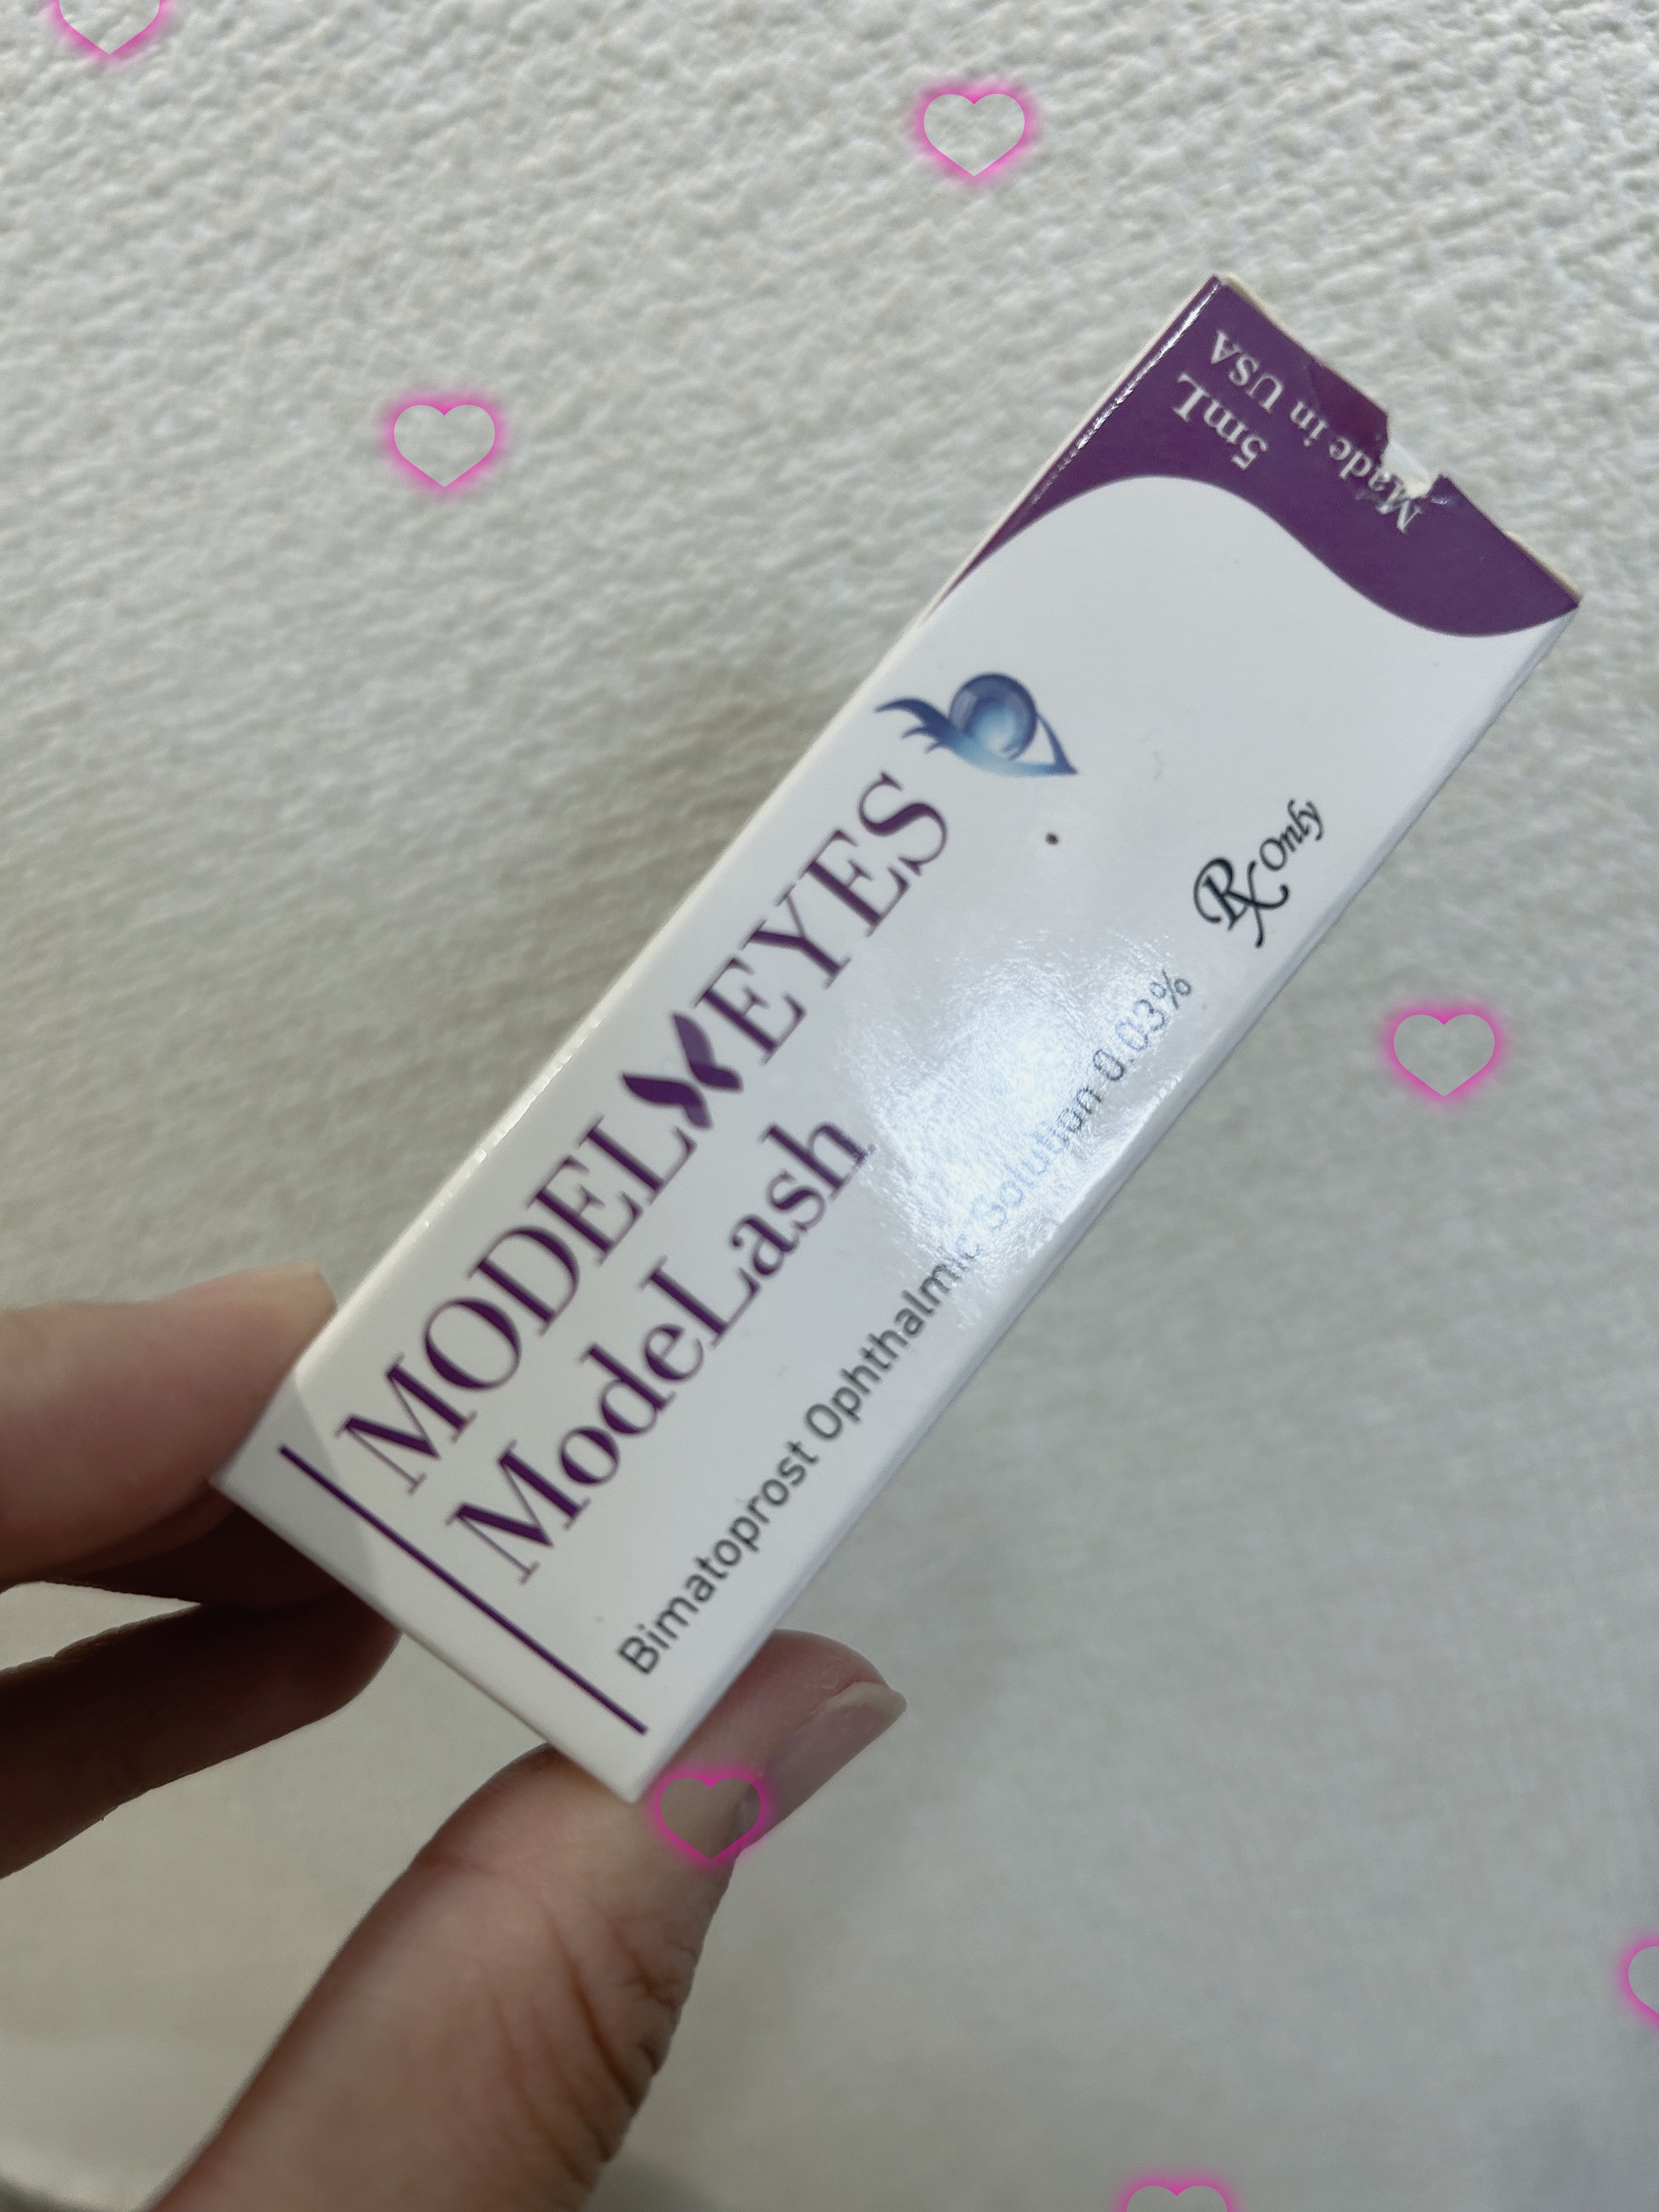 MODEL EYES
ModeLash
Bimatoprost Ophthalmic Solution 0.03%
Rx Only
5mL
Made in USA